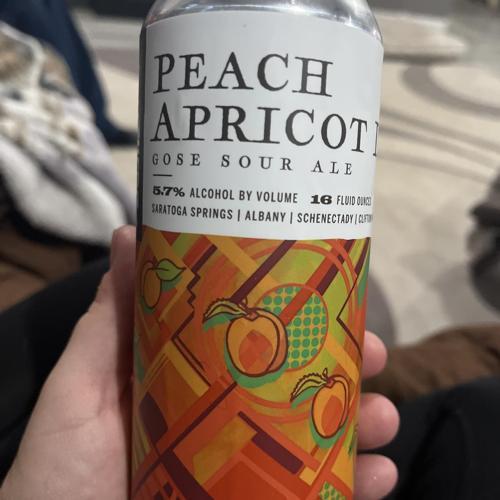 PEACH
APRICOT
GOSE SOUR ALE
5.7% ALCOHOL BY VOLUME 16 FLUID OUNCES
SARATOGA SPRINGS | ALBANY | SCHENECTADY |